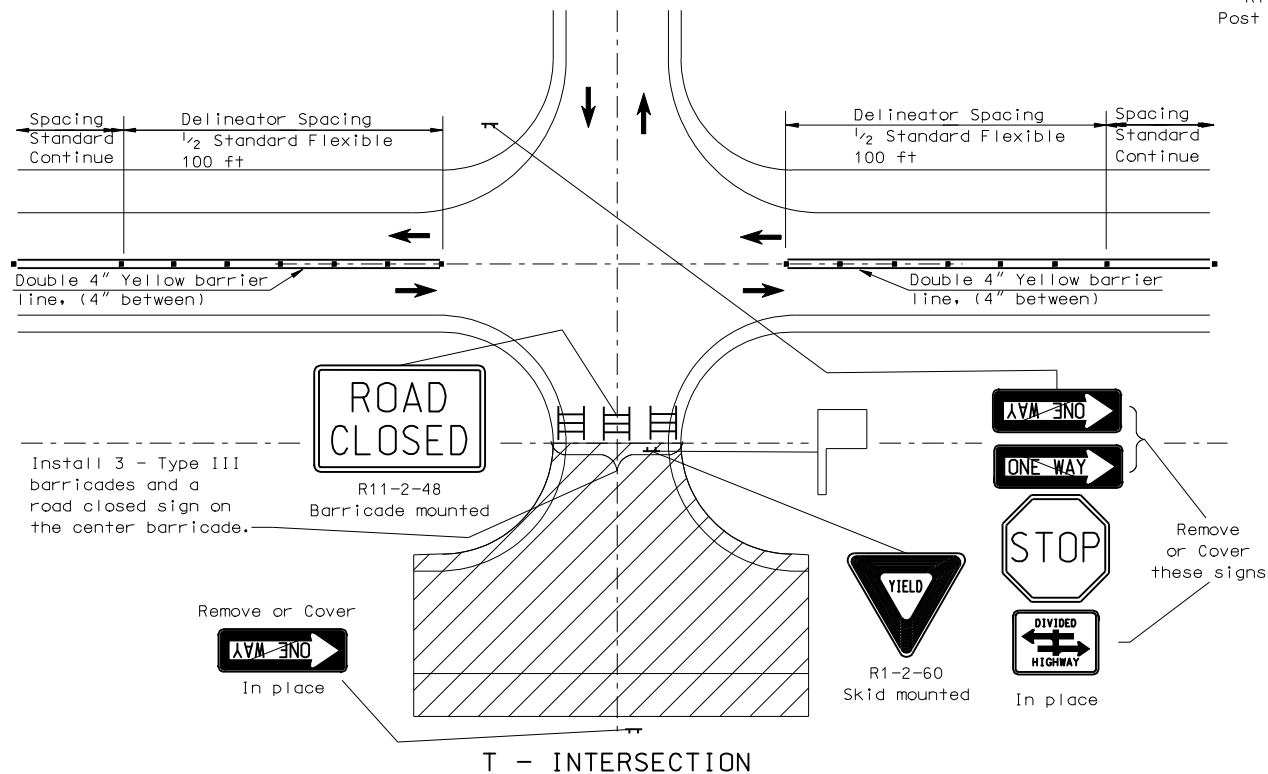 Post
Spacing
Standard
Continue
Delineator Spacing
1/2 Standard Flexible
100 ft
Delineator Spacing
1/2 Standard Flexible
100 ft
Spacing
Standard
Continue
Double 4" Yellow barrier
line, (4" between)
Double 4" Yellow barrier
line, (4" between)
ROAD
CLOSED
R11-2-48
Barricade mounted
Install 3 - Type III
barricades and a
road closed sign on
the center barricade.
ONE WAY
ONE WAY
STOP
DIVIDED
HIGHWAY
In place
Remove
or Cover
these signs
YIELD
R1-2-60
Skid mounted
Remove or Cover
ONE WAY
In place
T - INTERSECTION